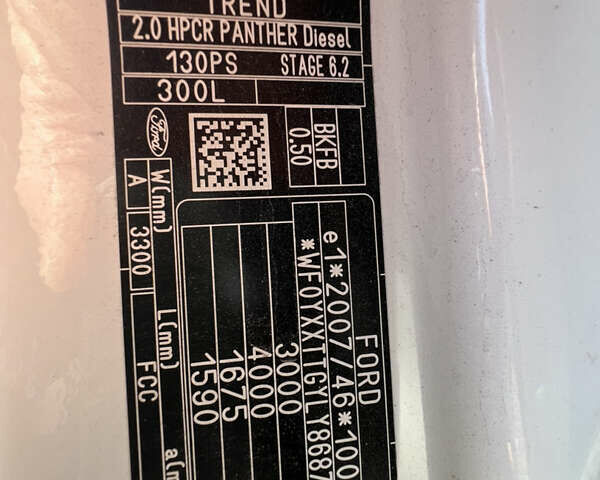 TREND
2.0 HPCR PANTHER Diesel
130PS STAGE 6.2
300L
Ford
BKFB
0.50
FORD
e1*2007/46*100
*WF0YXXTTGYLY8687
3000
4000
1675
1590
W(mm) L(mm) a(m
A 3300 FCC